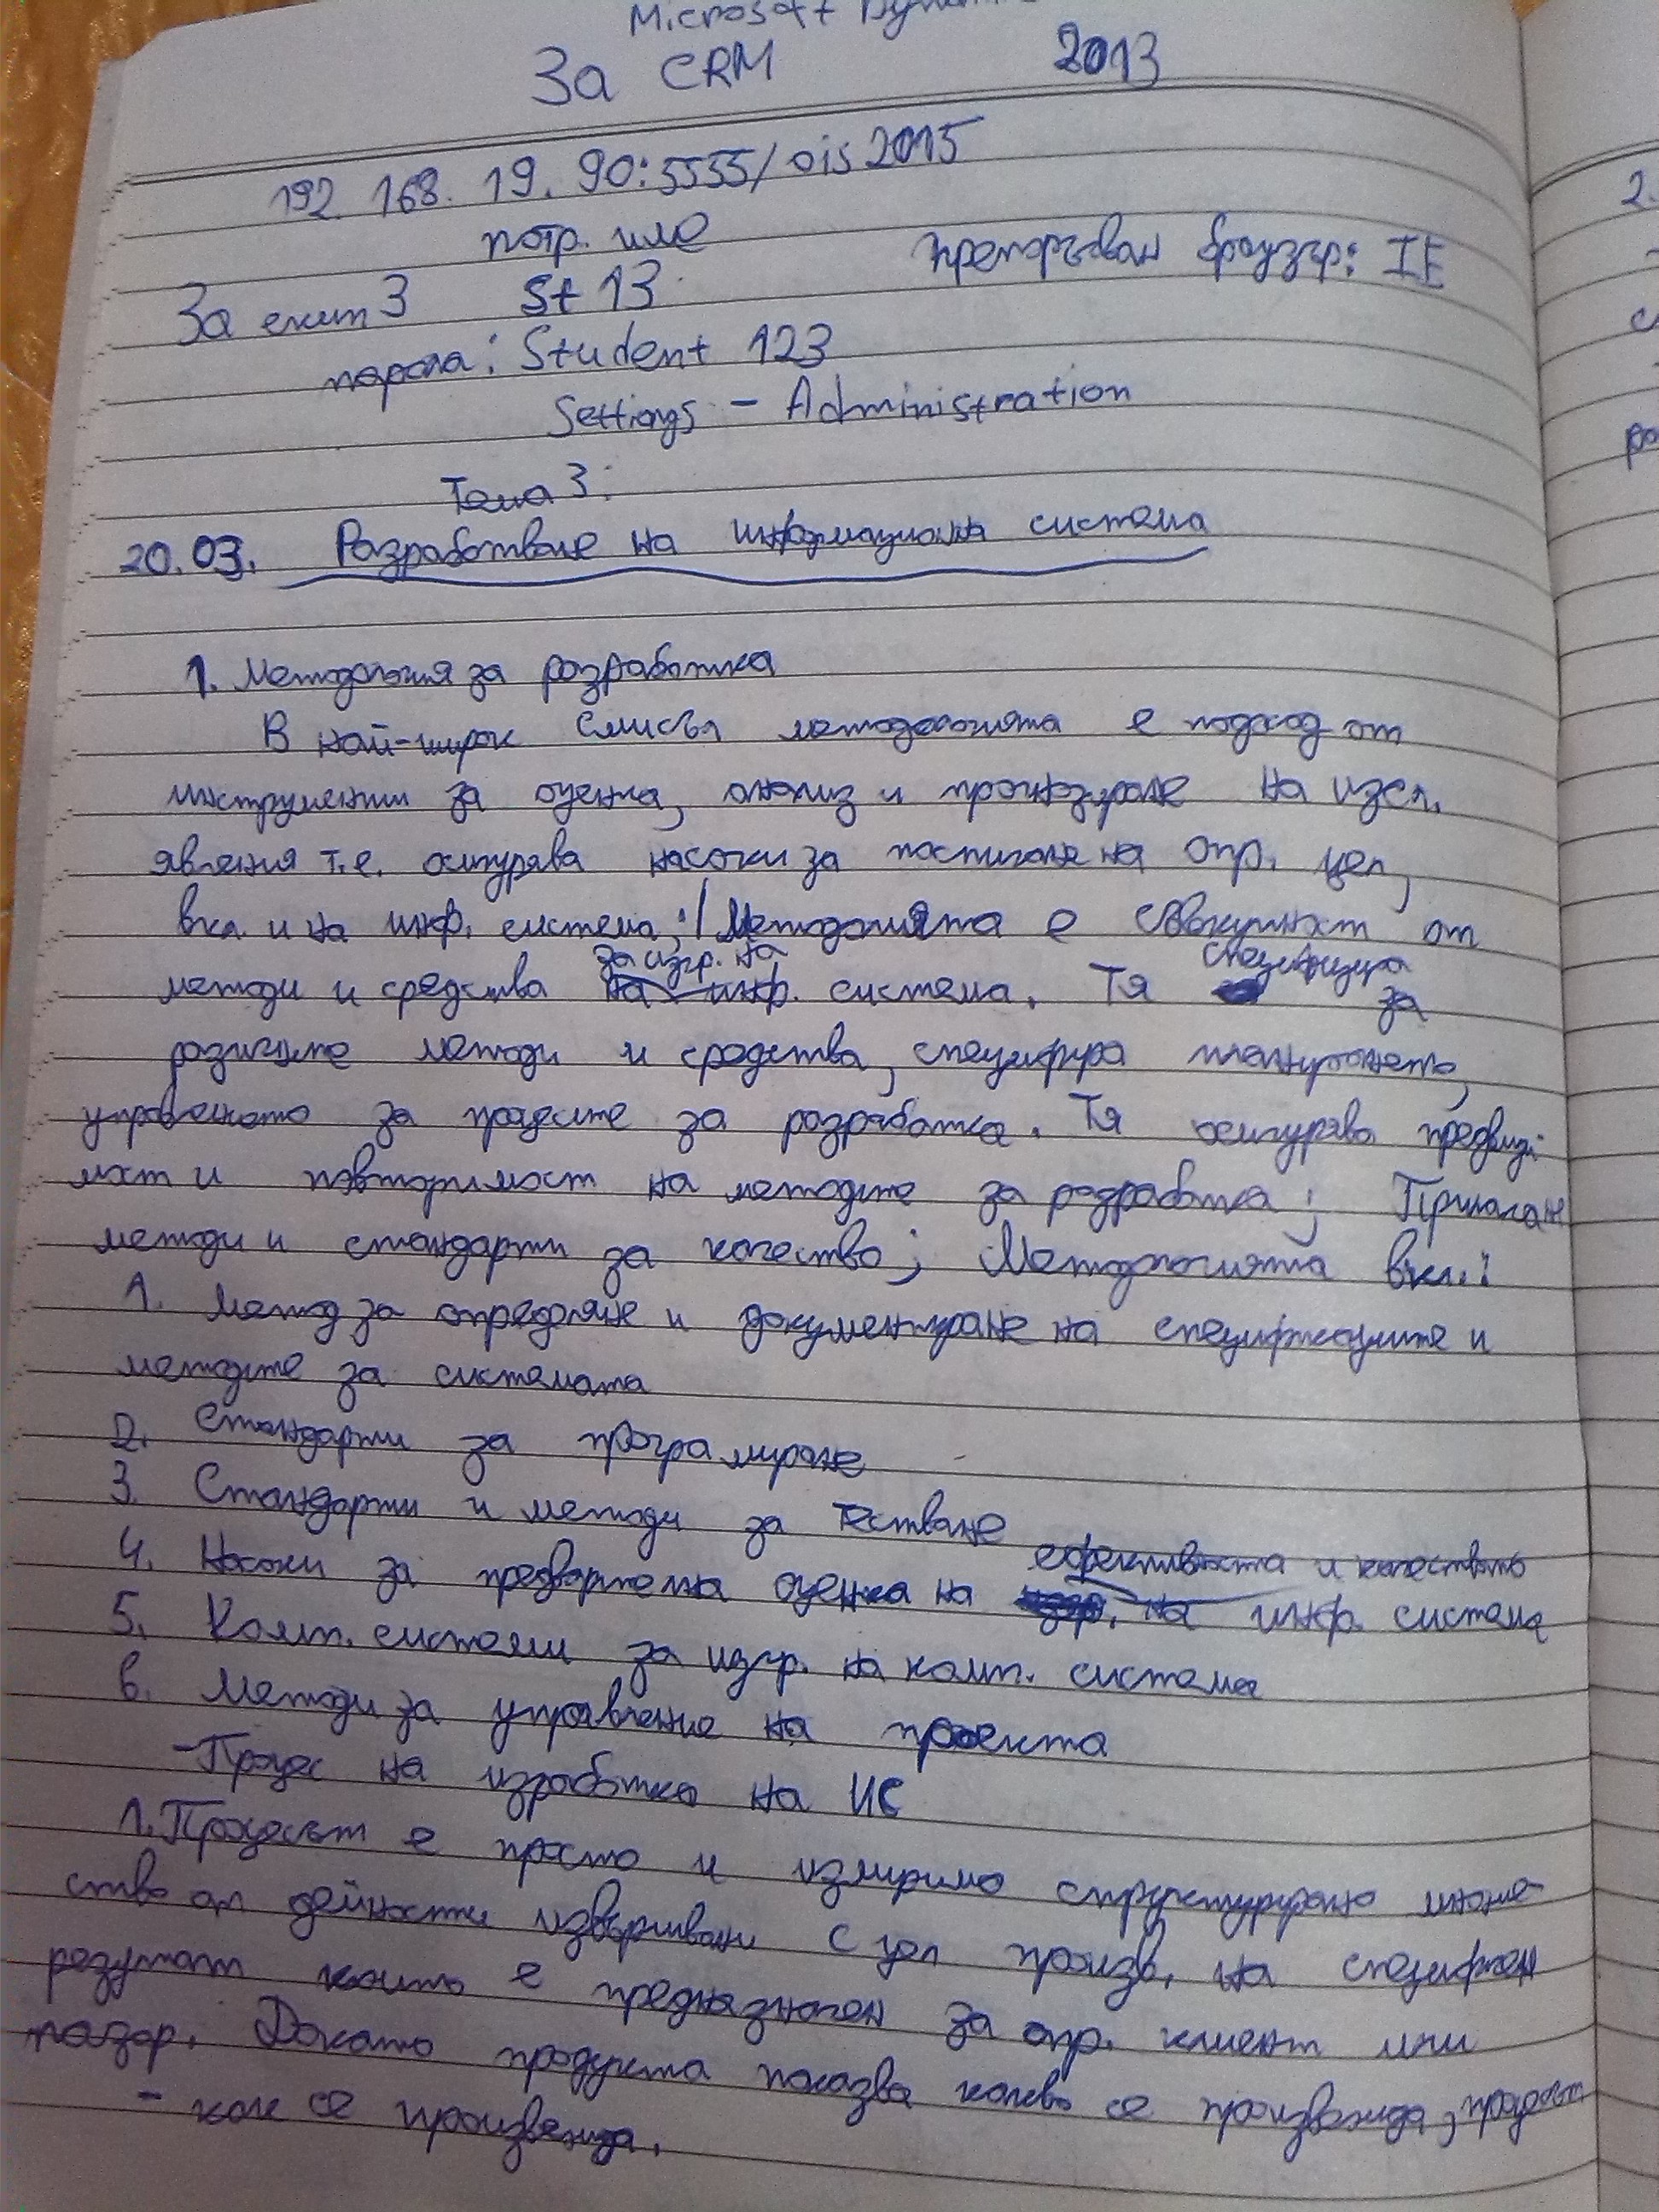 Microsoft Dynam
За CRM 2013
192. 168. 19. 90:5555/ois2015
потр. име
Препоръчван браузър: IE
За екип 3 St 13
парола: Student 123
Settings - Administration
Тема 3:
20.03. Разработване на информационна система
1. Методология за разработка
В най-широк смисъл методологията е подход от
инструменти за оценка, анализ и прогнозиране на изсл.
явления т.е. осигурява насоки за постигане на опр. цел,
вкл. и на инф. система; Методологията е съвкупност от
методи и средства за изгр. на инф. система. Тя специфицира за
различните методи и средства, специфицира планирането,
управлението за процесите за разработка. Тя осигурява предвиди
мост и повторимост на методите за разработка; Прилагане
методи и стандарти за качество; Методологията вкл.:
1. Метод за определяне и документиране на спецификациите и
методите за системата
2. Стандарти за програмиране
3. Стандарти и методи за тестване
4. Насоки за предварителна оценка на ефективността и качеството на инф. система
5. Комп. системи за изгр. на комп. система
6. Методи за управление на проекта
- Процес на изработка на ИС
1. Процесът е просто и измеримо структурирано множе
ство от дейности извършвани с цел произв. на специфичен
резултат който е предназначен за опр. клиент или
пазар. Докато продукта показва какво се произвежда, процесът
- как се произвежда.
2.